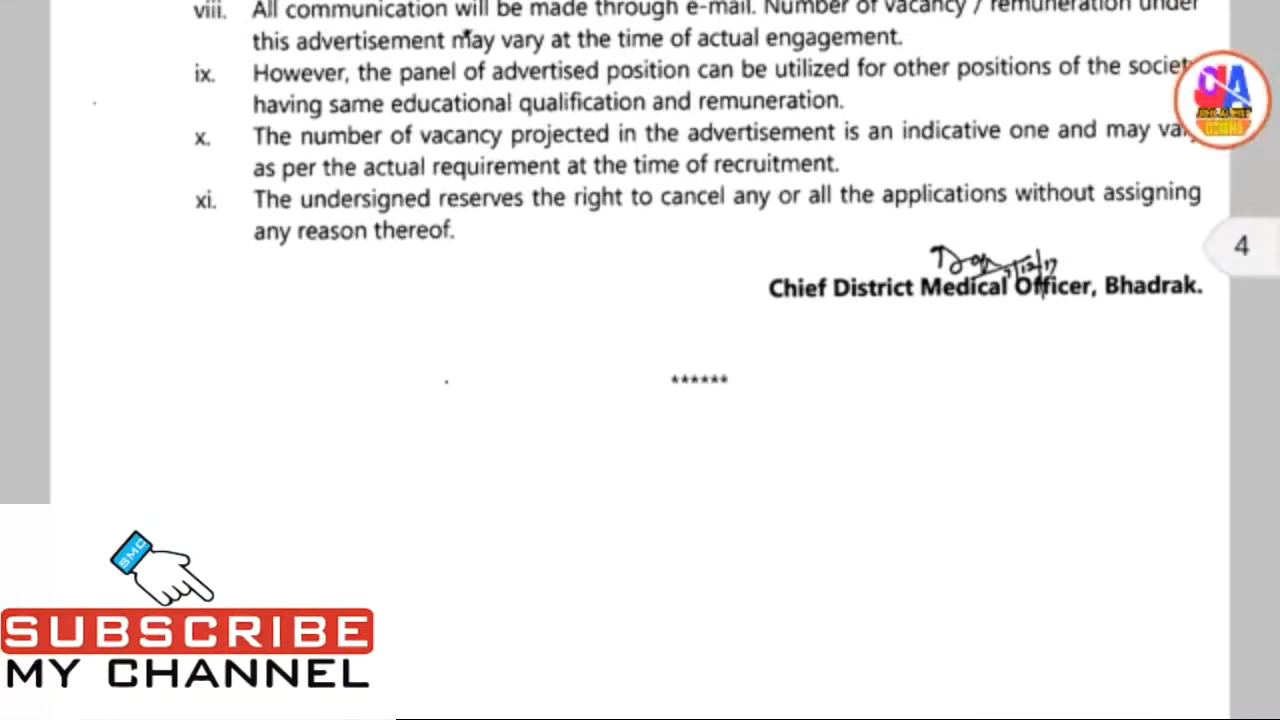 viii. All communication will be made through e-mail. Number of vacancy / remuneration under
this advertisement may vary at the time of actual engagement.
ix. However, the panel of advertised position can be utilized for other positions of the society
having same educational qualification and remuneration.
x. The number of vacancy projected in the advertisement is an indicative one and may vary
as per the actual requirement at the time of recruitment.
xi. The undersigned reserves the right to cancel any or all the applications without assigning
any reason thereof.
Chief District Medical Officer, Bhadrak.
******
4
SMC
SUBSCRIBE
MY CHANNEL